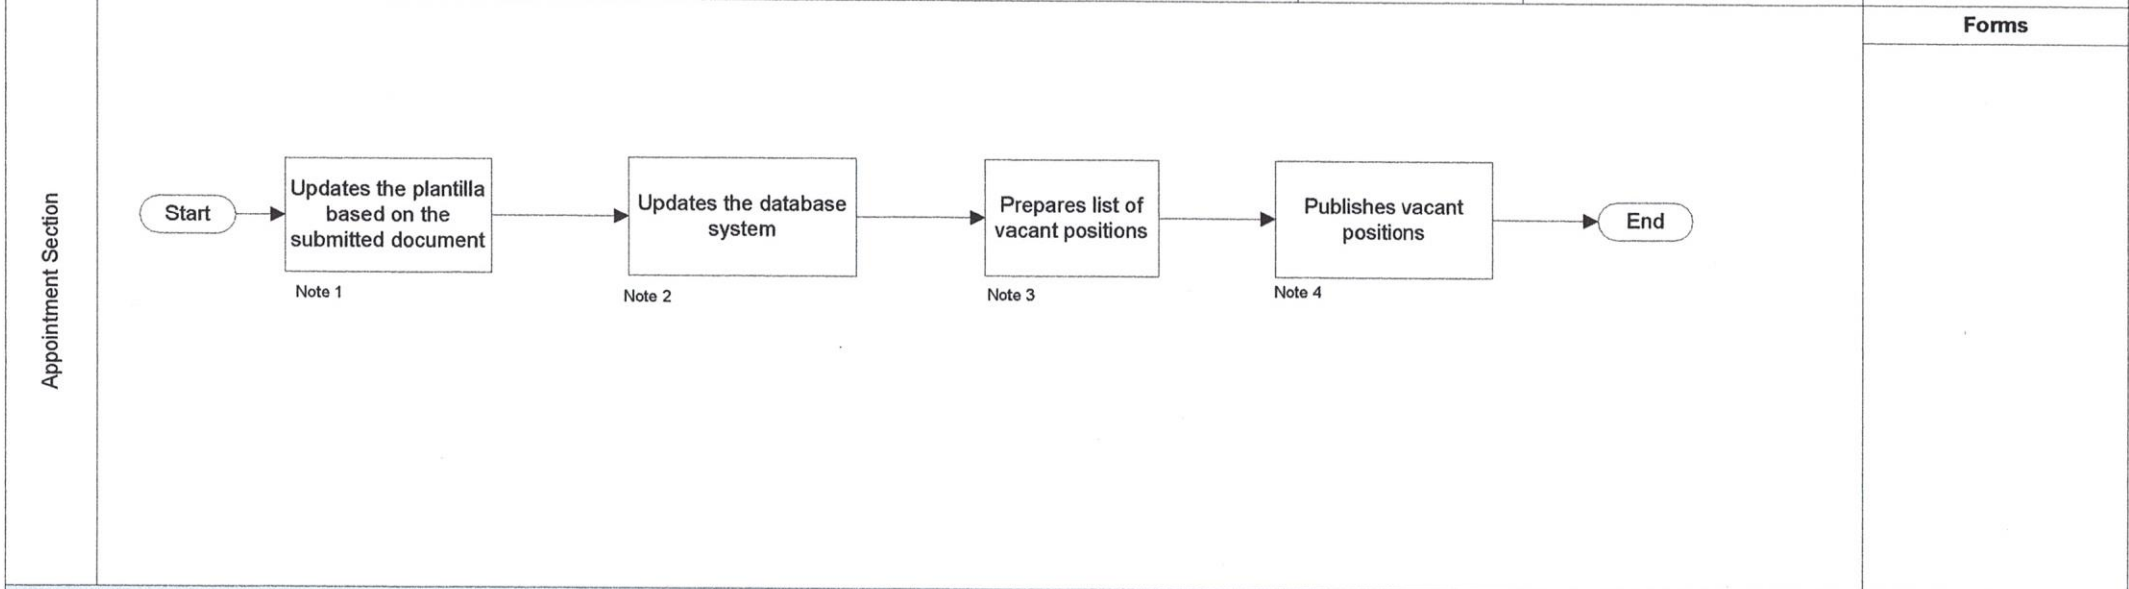 Forms
Appointment Section
Start
Updates the plantilla
based on the
submitted document
Note 1
Updates the database
system
Note 2
Prepares list of
vacant positions
Note 3
Publishes vacant
positions
Note 4
End